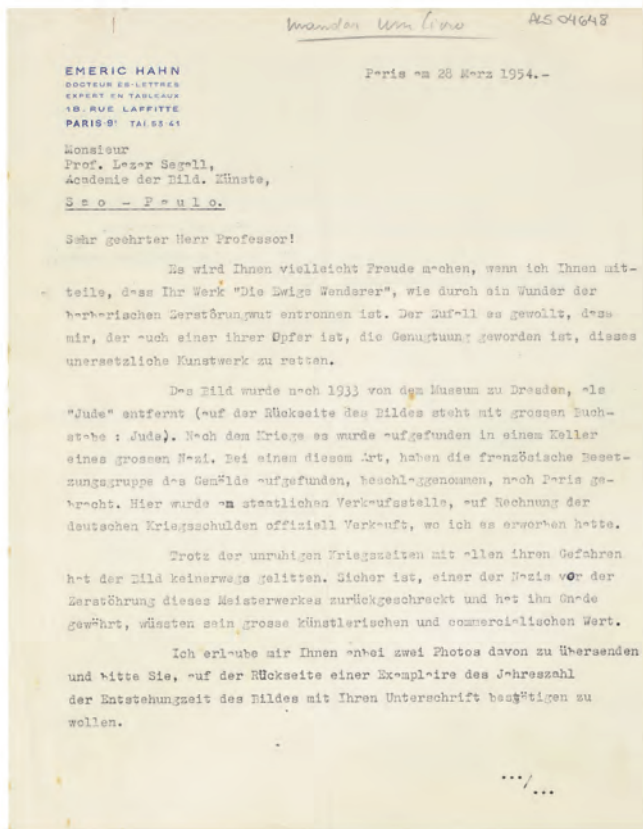 mandar um livro
ALS 04648
EMERIC HAHN
DOCTEUR ES-LETTRES
EXPERT EN TABLEAUX
18. RUE LAFFITTE
PARIS-9e TAI.53-41
Paris am 28 Marz 1954.-
Monsieur
Prof. Lazar Segall,
Academie der Bild. Künste,
Sao - Paulo.
Sehr geehrter Herr Professor!
Es wird Ihnen vielleicht Freude machen, wenn ich Ihnen mit-
teile, dass Ihr Werk "Die Ewige Wanderer", wie durch ein Wunder der
barbarischen Zerstörungwut entronnen ist. Der Zufall es gewollt, dass
mir, der auch einer ihrer Opfer ist, die Genugtuung geworden ist, dieses
unersetzliche Kunstwerk zu retten.
Das Bild wurde nach 1933 von dem Museum zu Dresden, als
"Jude" entfernt (auf der Rückseite des Bildes steht mit grossen Buch-
stabe : Jude). Nach dem Kriege es wurde aufgefunden in einem Keller
eines grossen Nazi. Bei einem diesem Art, haben die französische Beset-
zungsgruppe das Gemälde aufgefunden, beschlaggenommen, nach Paris ge-
bracht. Hier wurde an staatlichen Verkaufsstelle, auf Rechnung der
deutschen Kriegsschulden offiziell Verkauft, wo ich es erworben hatte.
Trotz der unruhigen Kriegszeiten mit allen ihren Gefahren
hat der Bild keinerwegs gelitten. Sicher ist, einer der Nazis vor der
Zerstöhrung dieses Meisterwerkes zurückgeschreckt und hat ihm Gnade
gewährt, wüssten sein grosse künstlerischen und commercialischen Wert.
Ich erlaube mir Ihnen anbei zwei Photos davon zu übersenden
und bitte Sie, auf der Rückseite einer Exemplaire des Jahreszahl
der Entstehungzeit des Bildes mit Ihren Unterschrift bestätigen zu
wollen.
.../...